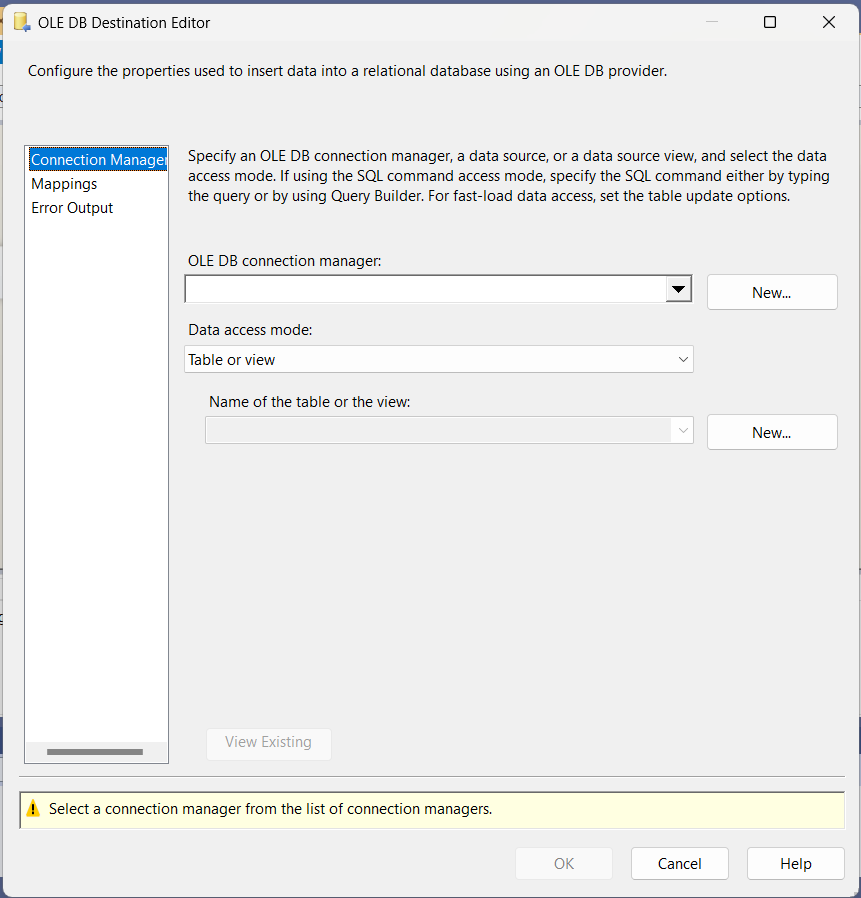 OLE DB Destination Editor
Configure the properties used to insert data into a relational database using an OLE DB provider.
Connection Manager
Mappings
Error Output
Specify an OLE DB connection manager, a data source, or a data source view, and select the data
access mode. If using the SQL command access mode, specify the SQL command either by typing
the query or by using Query Builder. For fast-load data access, set the table update options.
OLE DB connection manager:
New...
Data access mode:
Table or view
Name of the table or the view:
New...
View Existing
Select a connection manager from the list of connection managers.
OK
Cancel
Help